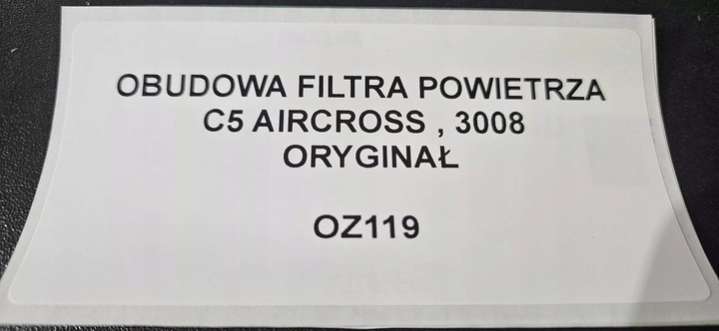 OBUDOWA FILTRA POWIETRZA
C5 AIRCROSS , 3008
ORYGINAŁ
OZ119